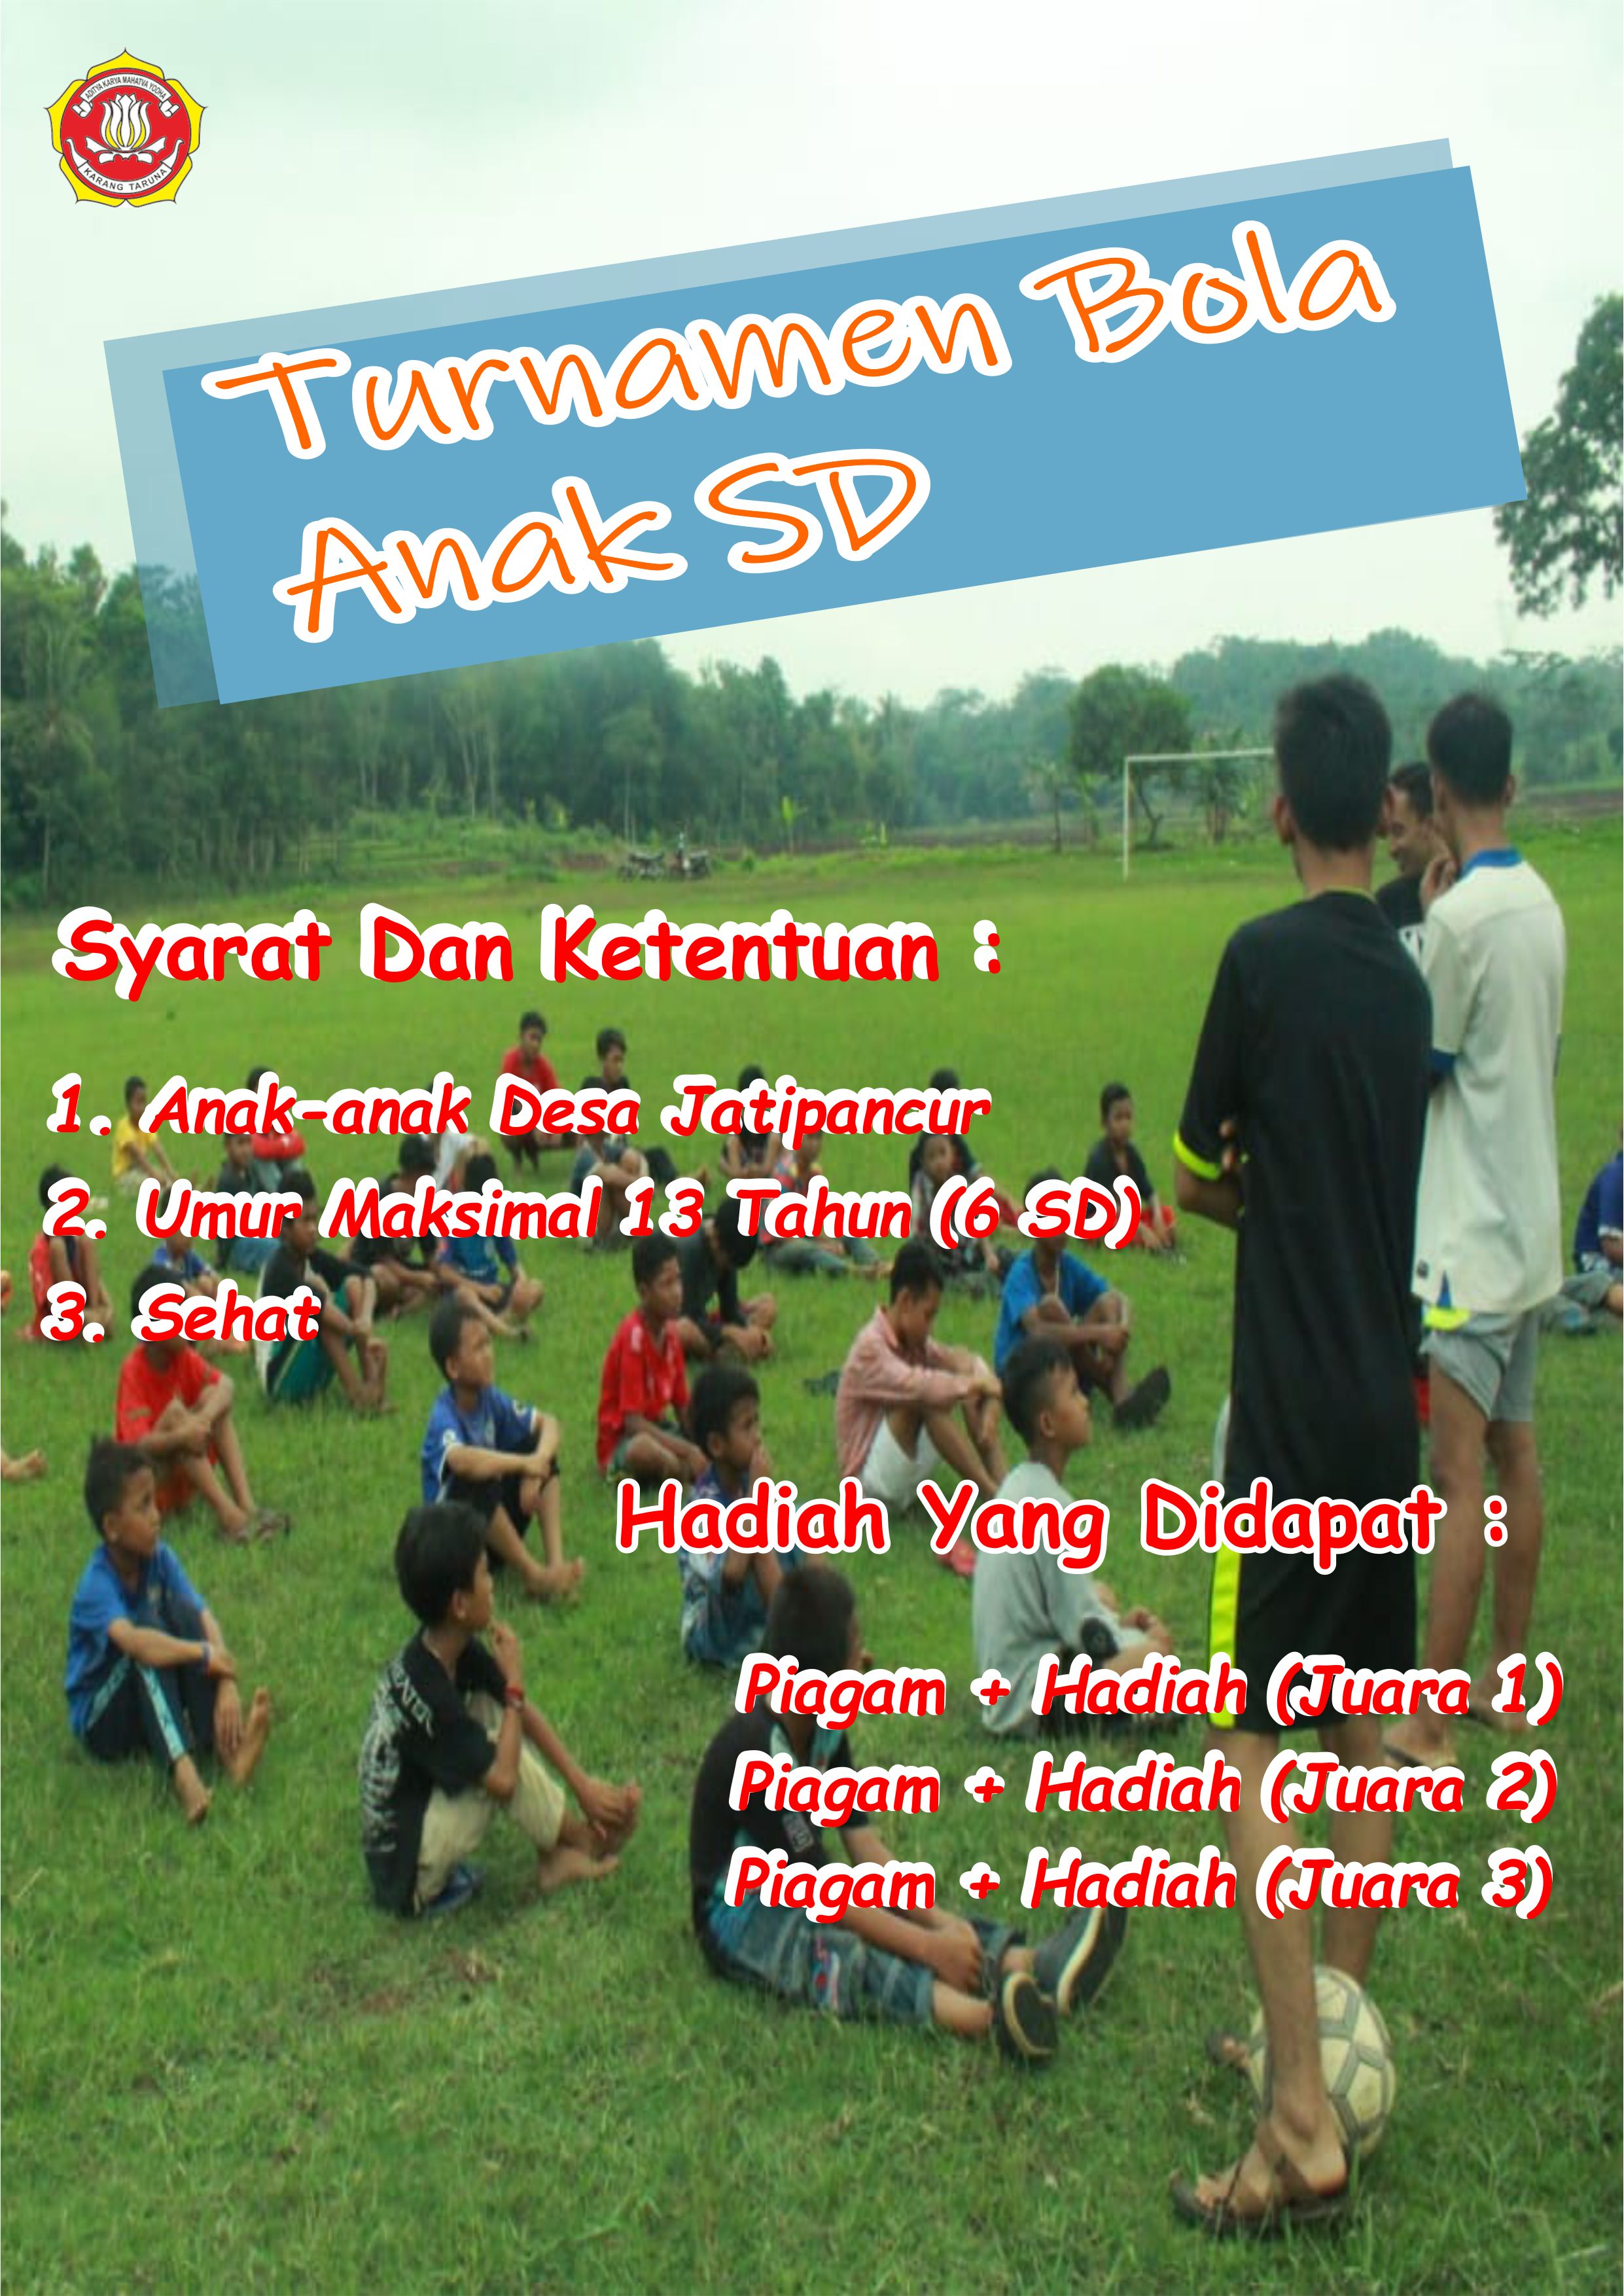 ADITYA KARYA MAHATVA YODHA
KARANG TARUNA
Turnamen Bola
Anak SD
Syarat Dan Ketentuan :
1. Anak-anak Desa Jatipancur
2. Umur Maksimal 13 Tahun (6 SD)
3. Sehat
Hadiah Yang Didapat :
Piagam + Hadiah (Juara 1)
Piagam + Hadiah (Juara 2)
Piagam + Hadiah (Juara 3)